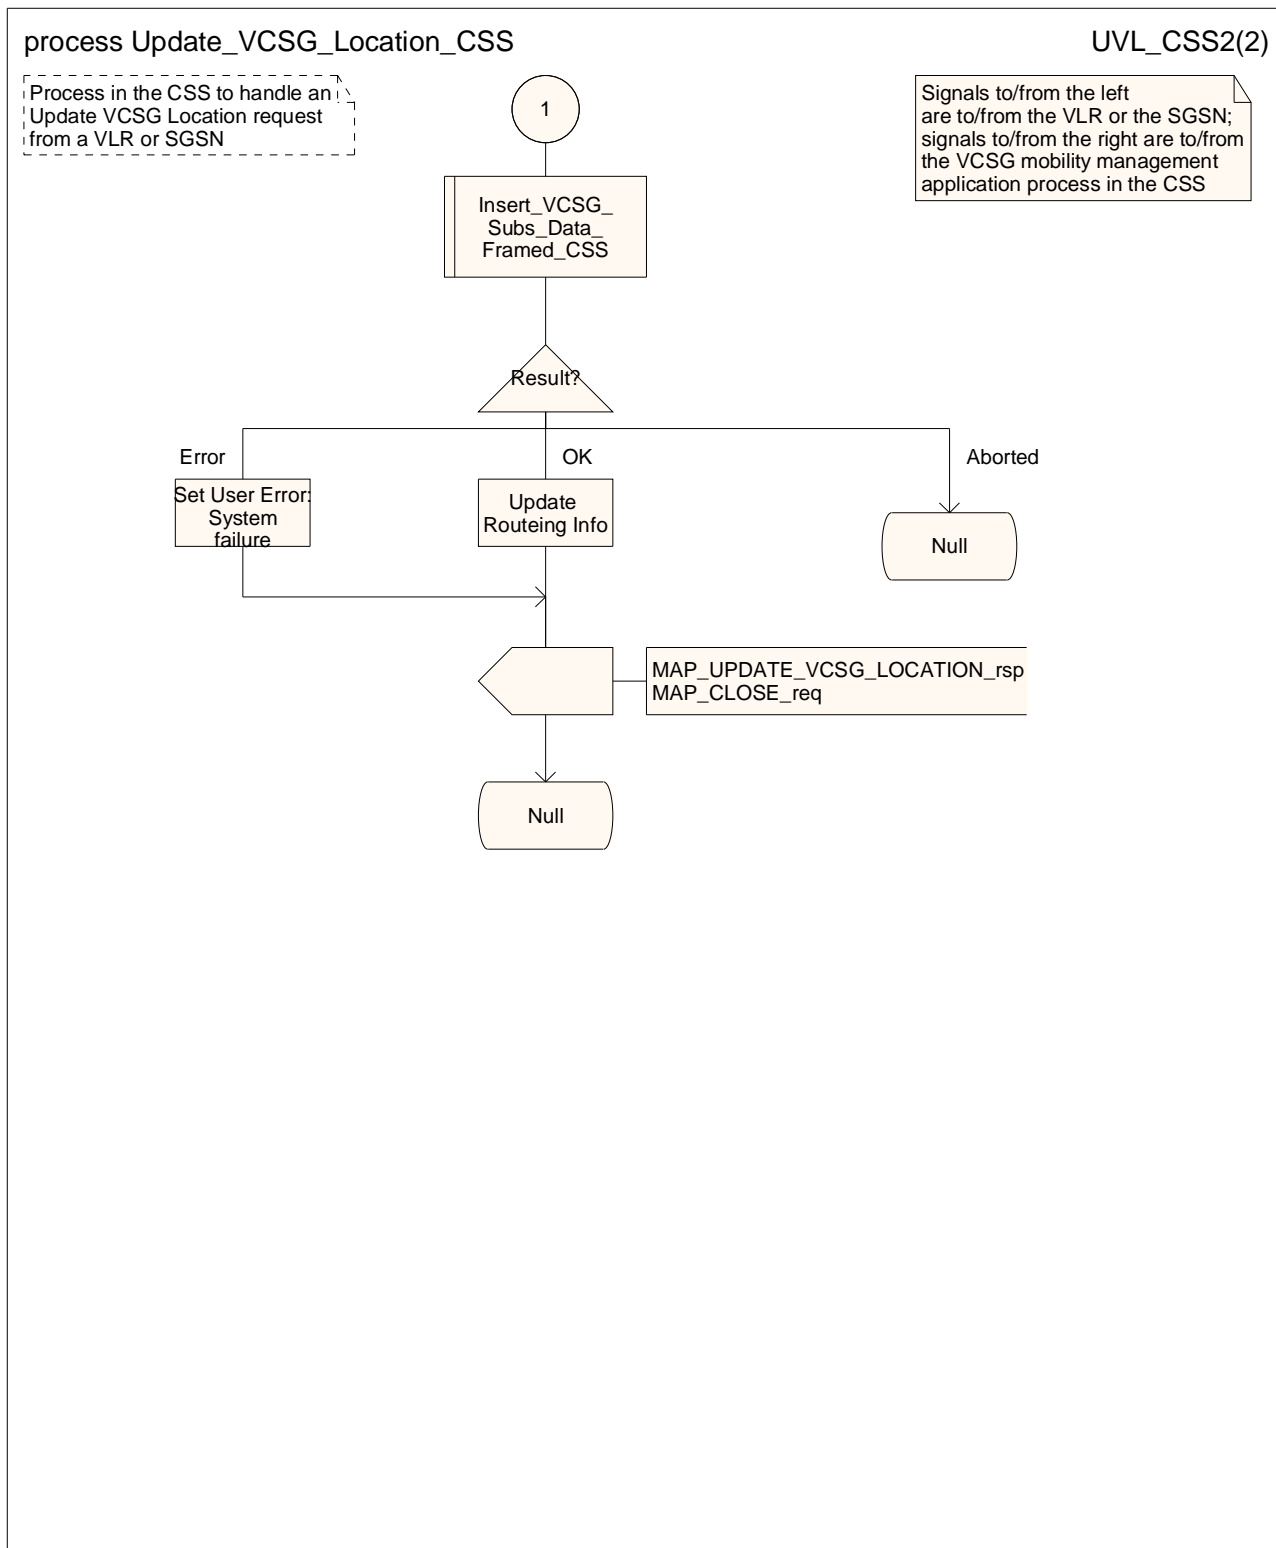 process Update_VCSG_Location_CSS
UVL_CSS2(2)
Process in the CSS to handle an
Update VCSG Location request
from a VLR or SGSN
1
Signals to/from the left
are to/from the VLR or the SGSN;
signals to/from the right are to/from
the VCSG mobility management
application process in the CSS
Insert_VCSG_
Subs_Data_
Framed_CSS
Result?
Error
OK
Aborted
Set User Error:
System
failure
Update
Routeing Info
Null
MAP_UPDATE_VCSG_LOCATION_rsp
MAP_CLOSE_req
Null